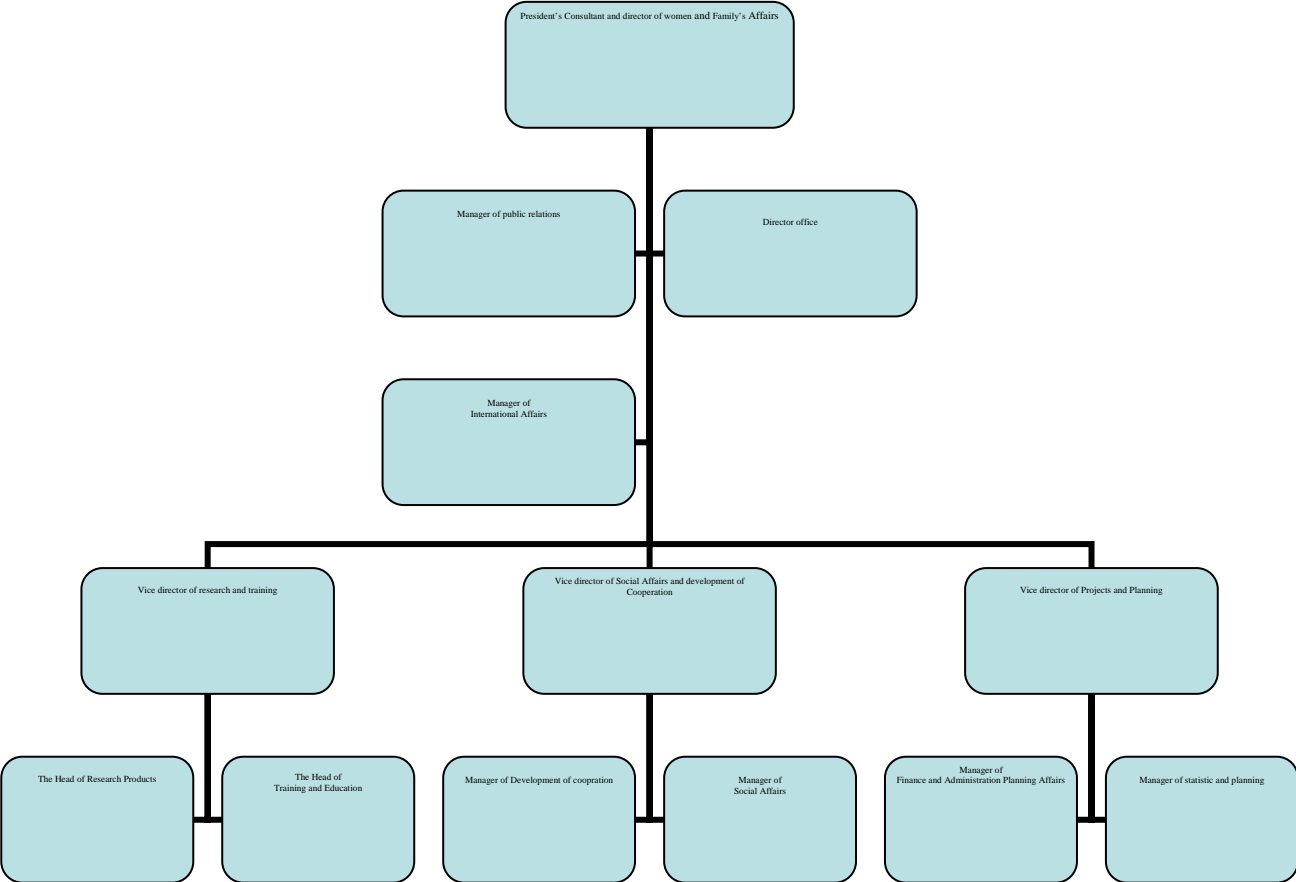 President’s Consultant and director of women and Family’s Affairs
Manager of public relations
Director office
Manager of
International Affairs
Vice director of research and training
Vice director of Social Affairs and development of
Cooperation
Vice director of Projects and Planning
The Head of Research Products
The Head of
Training and Education
Manager of Development of coopration
Manager of
Social Affairs
Manager of
Finance and Administration Planning Affairs
Manager of statistic and planning